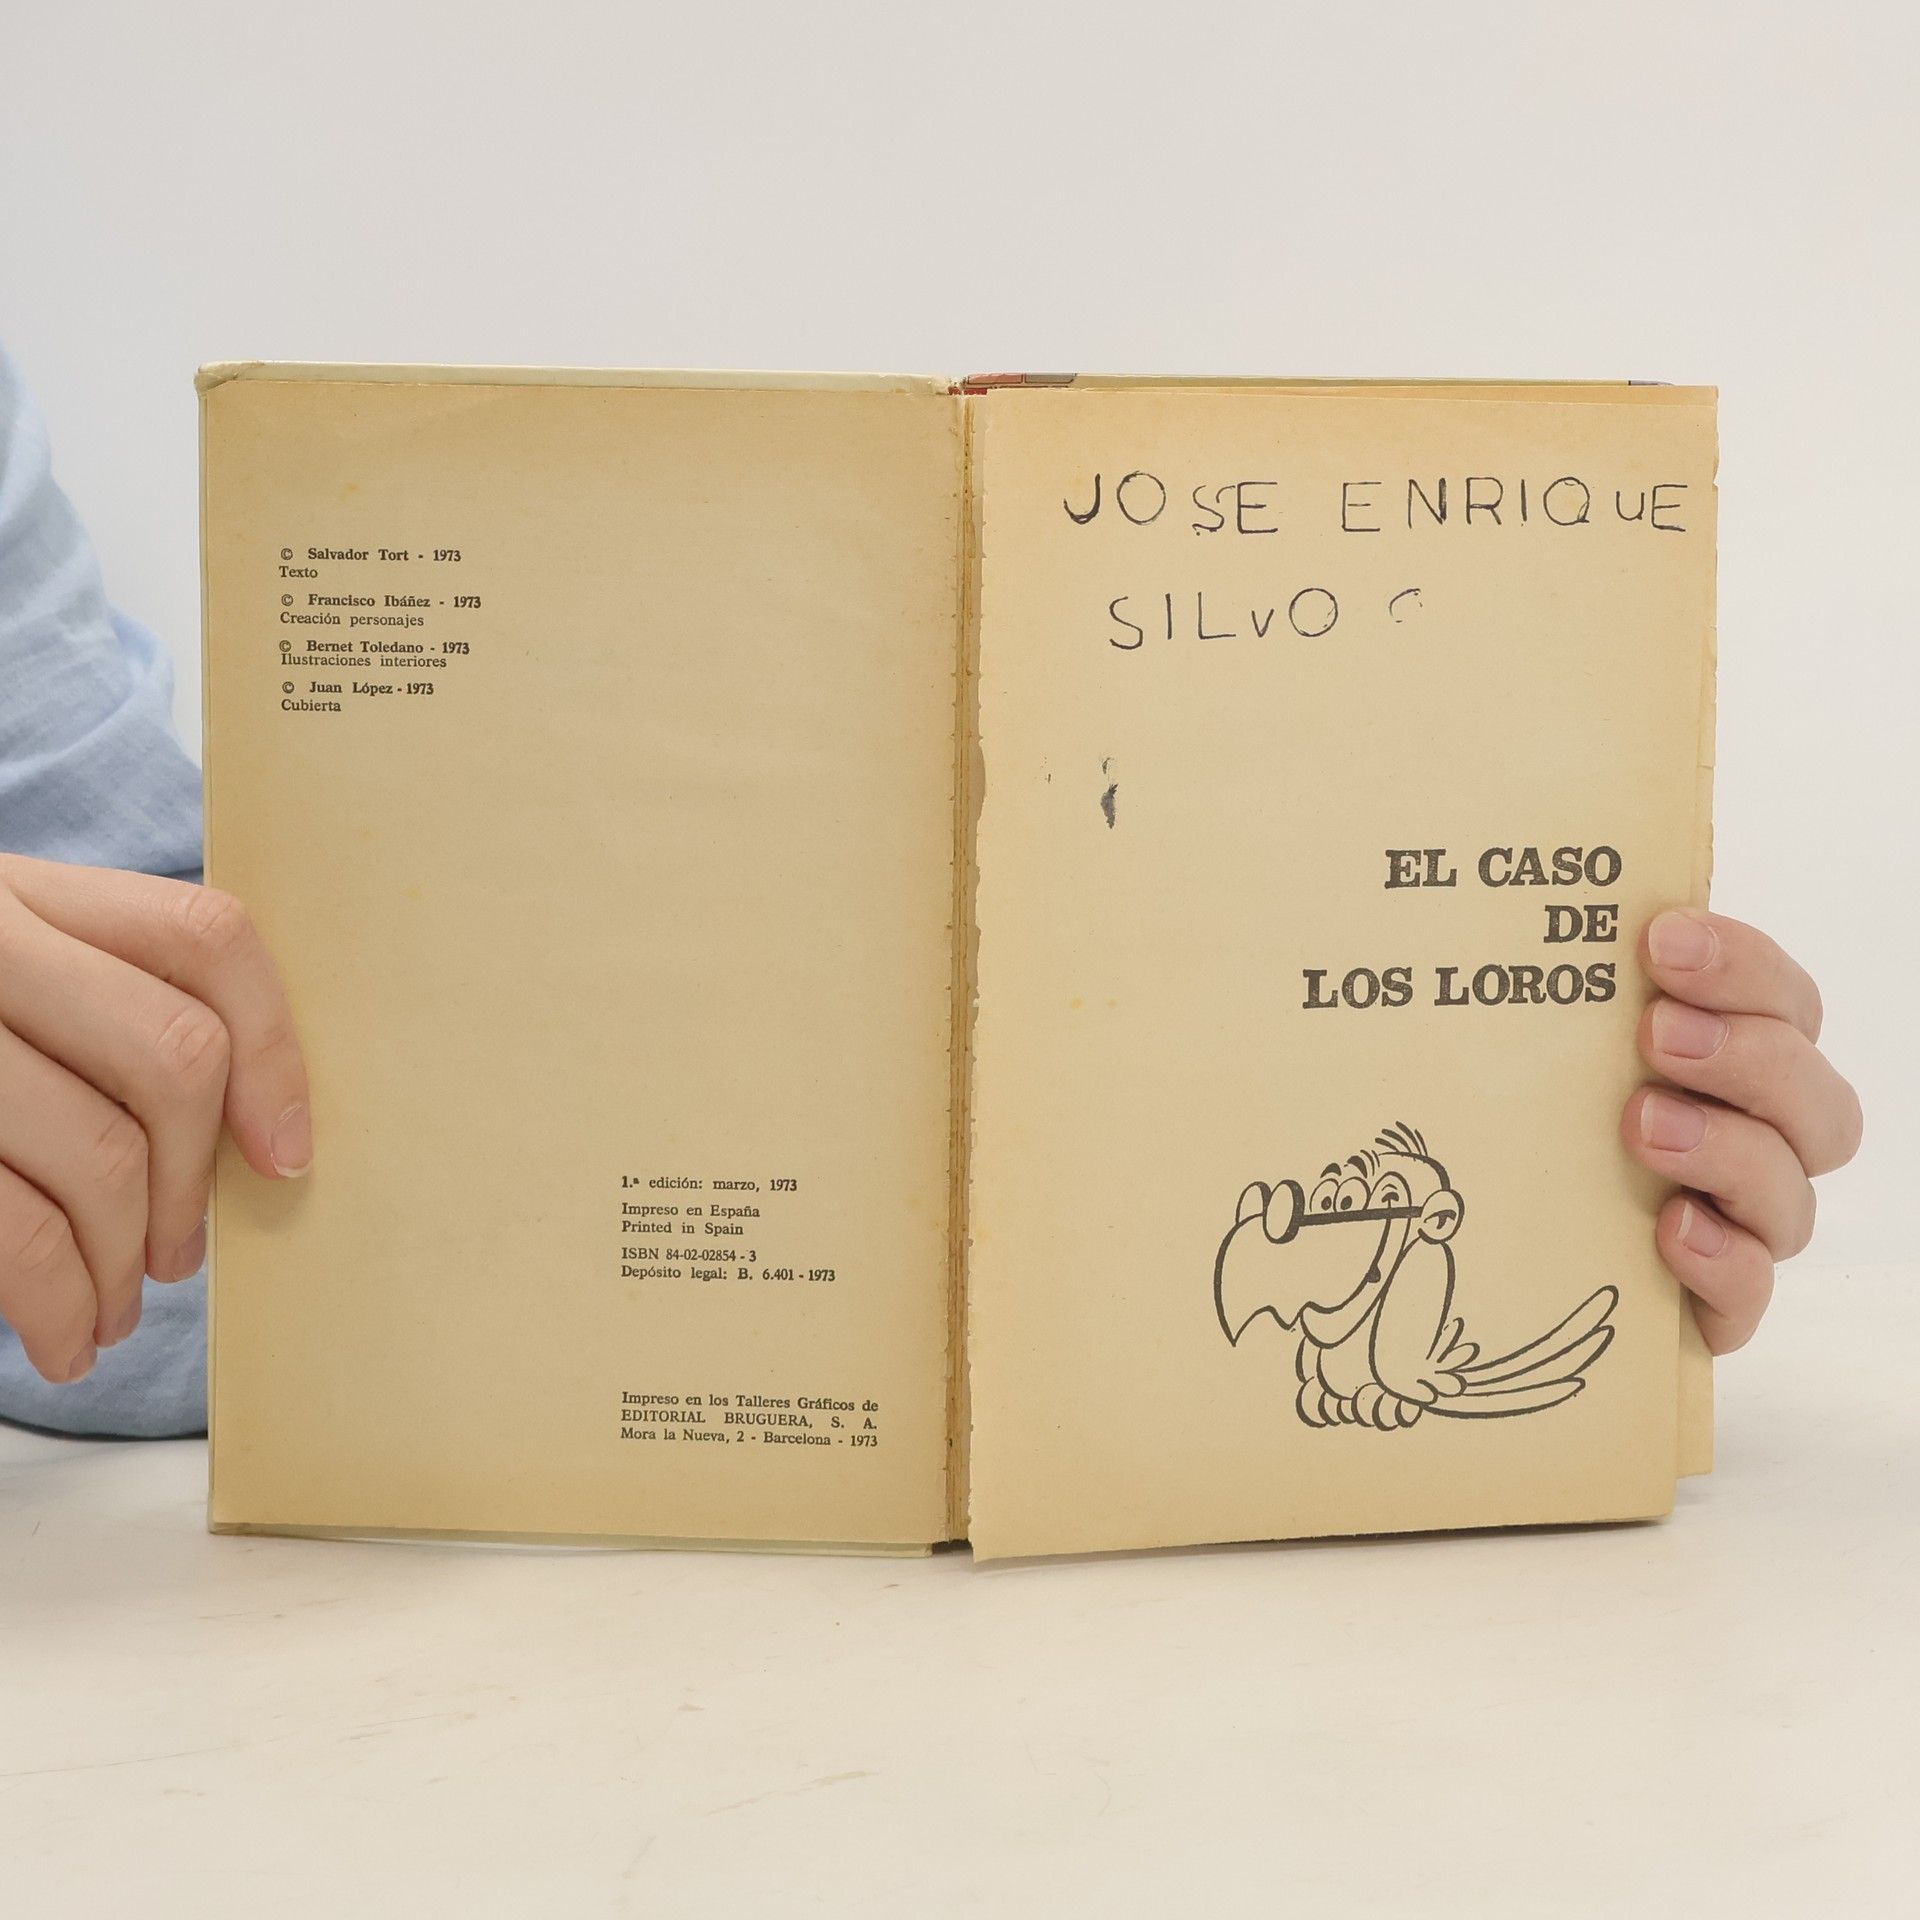 © Salvador Tort - 1973
Texto
© Francisco Ibáñez - 1973
Creación personajes
© Bernet Toledano - 1973
Ilustraciones interiores
© Juan López - 1973
Cubierta
1.ª edición: marzo, 1973
Impreso en España
Printed in Spain
ISBN 84-02-02854 - 3
Depósito legal: B. 6.401 - 1973
Impreso en los Talleres Gráficos de
EDITORIAL BRUGUERA, S. A.
Mora la Nueva, 2 - Barcelona - 1973
JOSE ENRIQuE
SILvO
EL CASO
DE
LOS LOROS